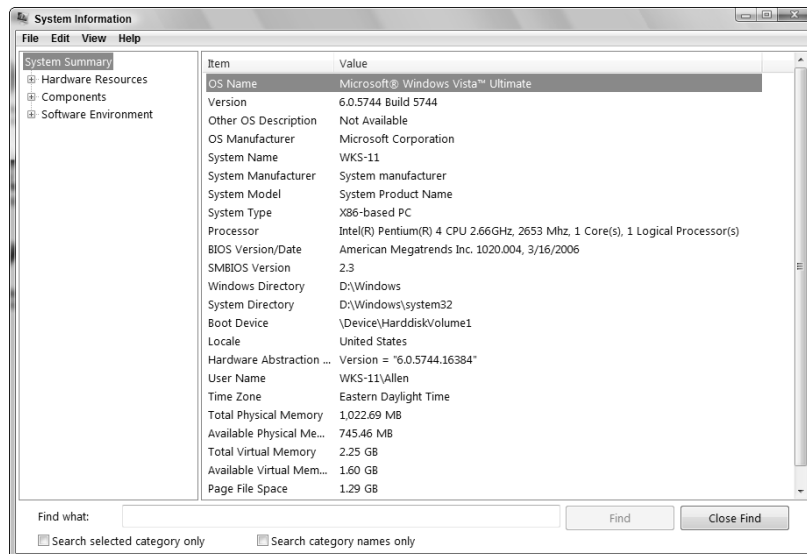 System Information
File Edit View Help
System Summary
Hardware Resources
Components
Software Environment
Item Value
OS Name Microsoft® Windows Vista™ Ultimate
Version 6.0.5744 Build 5744
Other OS Description Not Available
OS Manufacturer Microsoft Corporation
System Name WKS-11
System Manufacturer System manufacturer
System Model System Product Name
System Type X86-based PC
Processor Intel(R) Pentium(R) 4 CPU 2.66GHz, 2653 Mhz, 1 Core(s), 1 Logical Processor(s)
BIOS Version/Date American Megatrends Inc. 1020.004, 3/16/2006
SMBIOS Version 2.3
Windows Directory D:\Windows
System Directory D:\Windows\system32
Boot Device \Device\HarddiskVolume1
Locale United States
Hardware Abstraction ... Version = "6.0.5744.16384"
User Name WKS-11\Allen
Time Zone Eastern Daylight Time
Total Physical Memory 1,022.69 MB
Available Physical Me... 745.46 MB
Total Virtual Memory 2.25 GB
Available Virtual Mem... 1.60 GB
Page File Space 1.29 GB
Find what: Find Close Find
Search selected category only Search category names only